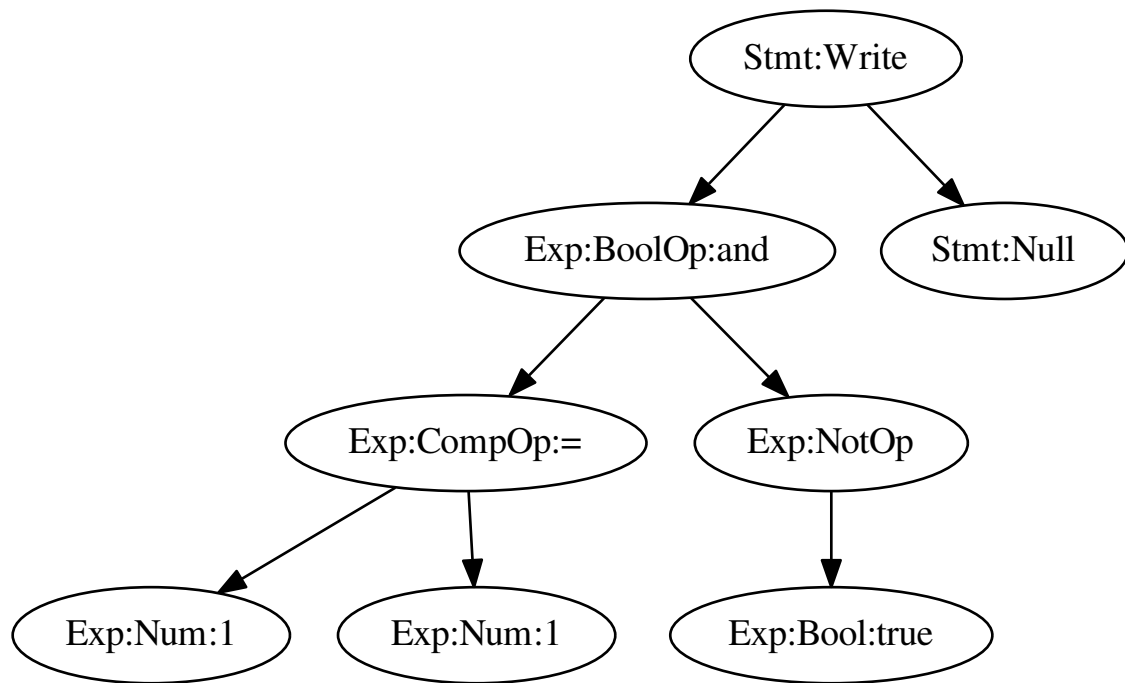 Stmt:Write
Exp:BoolOp:and
Stmt:Null
Exp:CompOp:=
Exp:NotOp
Exp:Num:1
Exp:Num:1
Exp:Bool:true